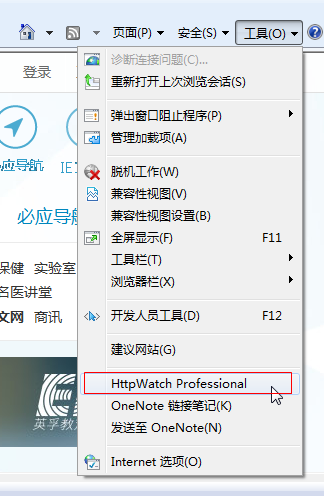 页面(P) 安全(S) 工具(O)
诊断连接问题(C)...
登录
重新打开上次浏览会话(S)
弹出窗口阻止程序(P)
管理加载项(A)
必应导航
脱机工作(W)
兼容性视图(V)
必应导航
兼容性视图设置(B)
全屏显示(F) F11
工具栏(T)
保健 实验室
浏览器栏(X)
名医讲堂
开发人员工具(D) F12
文网 商讯
建议网站(G)
HttpWatch Professional
OneNote 链接笔记(K)
发送至 OneNote(N)
英孚教
Internet 选项(O)